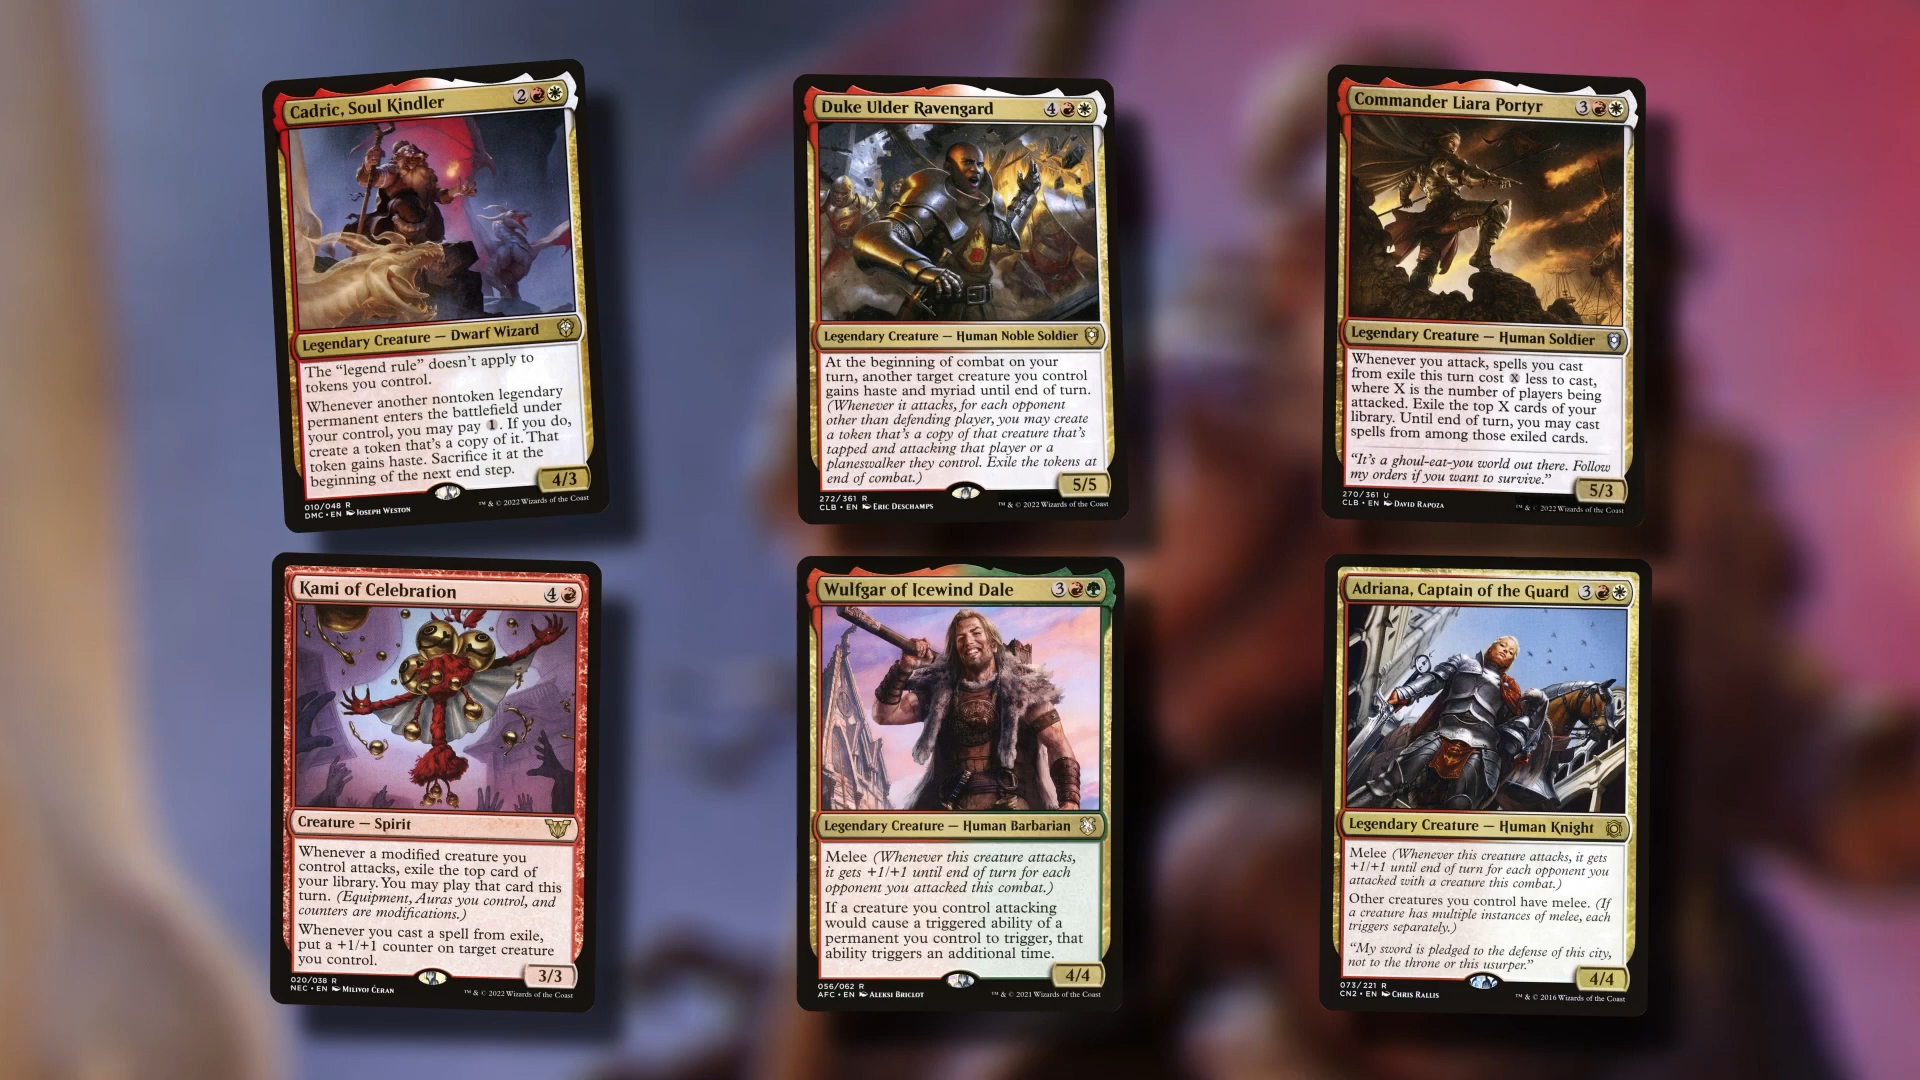 Cadric, Soul Kindler 2
Legendary Creature — Dwarf Wizard
The "legend rule" doesn't apply to
tokens you control.
Whenever another nontoken legendary
permanent enters the battlefield under
your control, you may pay 1. If you do,
create a token that's a copy of it. That
token gains haste. Sacrifice it at the
beginning of the next end step.
4/3
010/048 R
DMC • EN Joseph Weston
™ & © 2022 Wizards of the Coast
Duke Ulder Ravengard 4
Legendary Creature — Human Noble Soldier
At the beginning of combat on your
turn, another target creature you control
gains haste and myriad until end of turn.
(Whenever it attacks, for each opponent
other than defending player, you may create
a token that's a copy of that creature that's
tapped and attacking that player or a
planeswalker they control. Exile the tokens at
end of combat.)
5/5
272/361 R
CLB • EN Eric Deschamps
™ & © 2022 Wizards of the Coast
Commander Liara Portyr 3
Legendary Creature — Human Soldier
Whenever you attack, spells you cast
from exile this turn cost X less to cast,
where X is the number of players being
attacked. Exile the top X cards of your
library. Until end of turn, you may cast
spells from among those exiled cards.
"It's a ghoul-eat-you world out there. Follow
my orders if you want to survive."
5/3
270/361 U
CLB • EN David Rapoza
™ & © 2022 Wizards of the Coast
Kami of Celebration 4
Creature — Spirit
Whenever a modified creature you
control attacks, exile the top card of
your library. You may play that card this
turn. (Equipment, Auras you control, and
counters are modifications.)
Whenever you cast a spell from exile,
put a +1/+1 counter on target creature
you control.
3/3
020/038 R
NEC • EN Milivoj Ćeran
™ & © 2022 Wizards of the Coast
Wulfgar of Icewind Dale 3
Legendary Creature — Human Barbarian
Melee (Whenever this creature attacks,
it gets +1/+1 until end of turn for each
opponent you attacked this combat.)
If a creature you control attacking
would cause a triggered ability of a
permanent you control to trigger, that
ability triggers an additional time.
4/4
056/062 R
AFC • EN Aleksi Briclot
™ & © 2021 Wizards of the Coast
Adriana, Captain of the Guard 3
Legendary Creature — Human Knight
Melee (Whenever this creature attacks, it gets
+1/+1 until end of turn for each opponent you
attacked with a creature this combat.)
Other creatures you control have melee. (If
a creature has multiple instances of melee, each
triggers separately.)
"My sword is pledged to the defense of this city,
not to the throne or this usurper."
4/4
073/221 R
CN2 • EN Chris Rallis
™ & © 2016 Wizards of the Coast